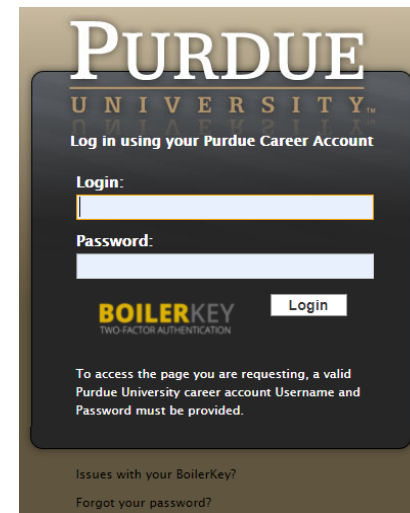 PURDUE
UNIVERSITY™
Log in using your Purdue Career Account
Login:
Password:
BOILERKEY
TWO-FACTOR AUTHENTICATION
Login
To access the page you are requesting, a valid
Purdue University career account Username and
Password must be provided.
Issues with your BoilerKey?
Forgot your password?